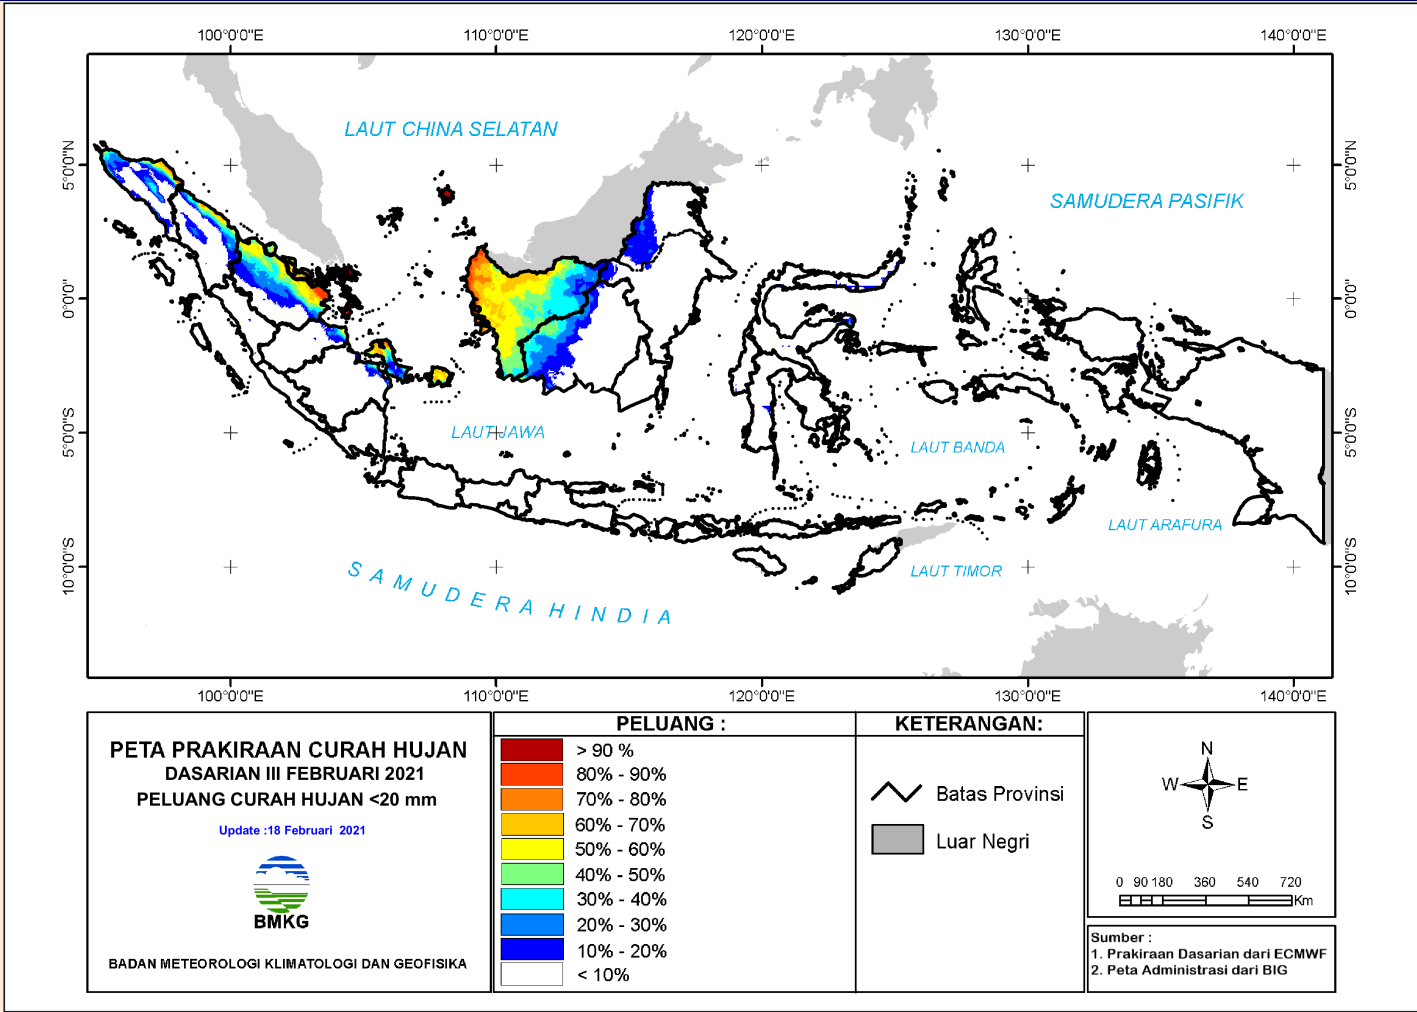 100°0'0"E 110°0'0"E 120°0'0"E 130°0'0"E 140°0'0"E
LAUT CHINA SELATAN
5°0'0"N 5°0'0"N
SAMUDERA PASIFIK
0°0'0" 0°0'0"
5°0'0"S 5°0'0"S
LAUT JAWA
LAUT BANDA
LAUT ARAFURA
10°0'0"S 10°0'0"S
LAUT TIMOR
SAMUDERA HINDIA
100°0'0"E 110°0'0"E 120°0'0"E 130°0'0"E 140°0'0"E
PETA PRAKIRAAN CURAH HUJAN
DASARIAN III FEBRUARI 2021
PELUANG CURAH HUJAN <20 mm
Update :18 Februari 2021
BMKG
BADAN METEOROLOGI KLIMATOLOGI DAN GEOFISIKA
PELUANG :
> 90 %
80% - 90%
70% - 80%
60% - 70%
50% - 60%
40% - 50%
30% - 40%
20% - 30%
10% - 20%
< 10%
KETERANGAN:
Batas Provinsi
Luar Negri
N
W E
S
0 90 180 360 540 720
Km
Sumber :
1. Prakiraan Dasarian dari ECMWF
2. Peta Administrasi dari BIG